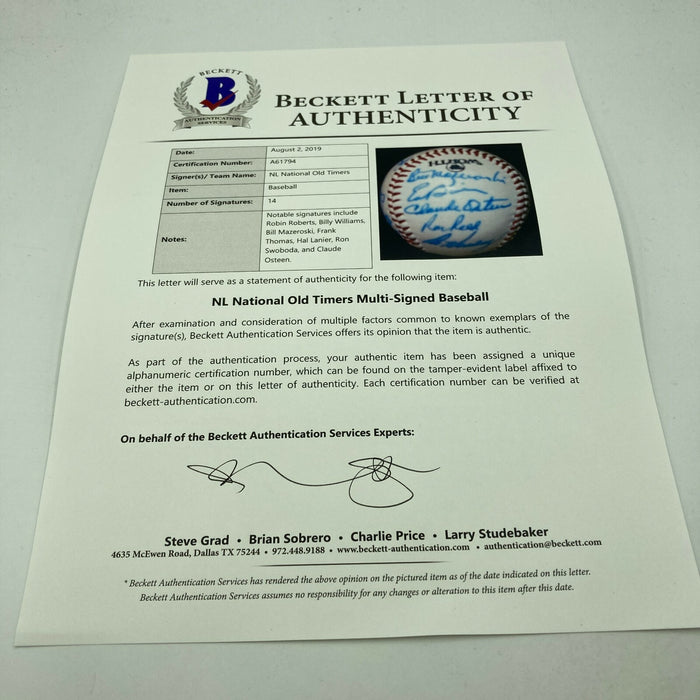 BECKETT
B
AUTHENTICATION
SERVICES
BECKETT LETTER OF
AUTHENTICITY
Date: August 2, 2019
Certification Number: A61794
Signer(s)/ Team Name: NL National Old Timers
Item: Baseball
Number of Signatures: 14
Notes: Notable signatures include
Robin Roberts, Billy Williams,
Bill Mazeroski, Frank
Thomas, Hal Lanier, Ron
Swoboda, and Claude
Osteen.
Bill Mazeroski
Claude Osteen
This letter will serve as a statement of authenticity for the following item:
NL National Old Timers Multi-Signed Baseball
After examination and consideration of multiple factors common to known exemplars of the
signature(s), Beckett Authentication Services offers its opinion that the item is authentic.
As part of the authentication process, your authentic item has been assigned a unique
alphanumeric certification number, which can be found on the tamper-evident label affixed to
either the item or on this letter of authenticity. Each certification number can be verified at
beckett-authentication.com.
On behalf of the Beckett Authentication Services Experts:
Steve Grad • Brian Sobrero • Charlie Price • Larry Studebaker
4635 McEwen Road, Dallas TX 75244 • 972.448.9188 • www.beckett-authentication.com • authentication@beckett.com
* Beckett Authentication Services has rendered the above opinion on the pictured item as of the date indicated on this letter.
Beckett Authentication Services assumes no responsibility for any changes or alteration to this item after this date.